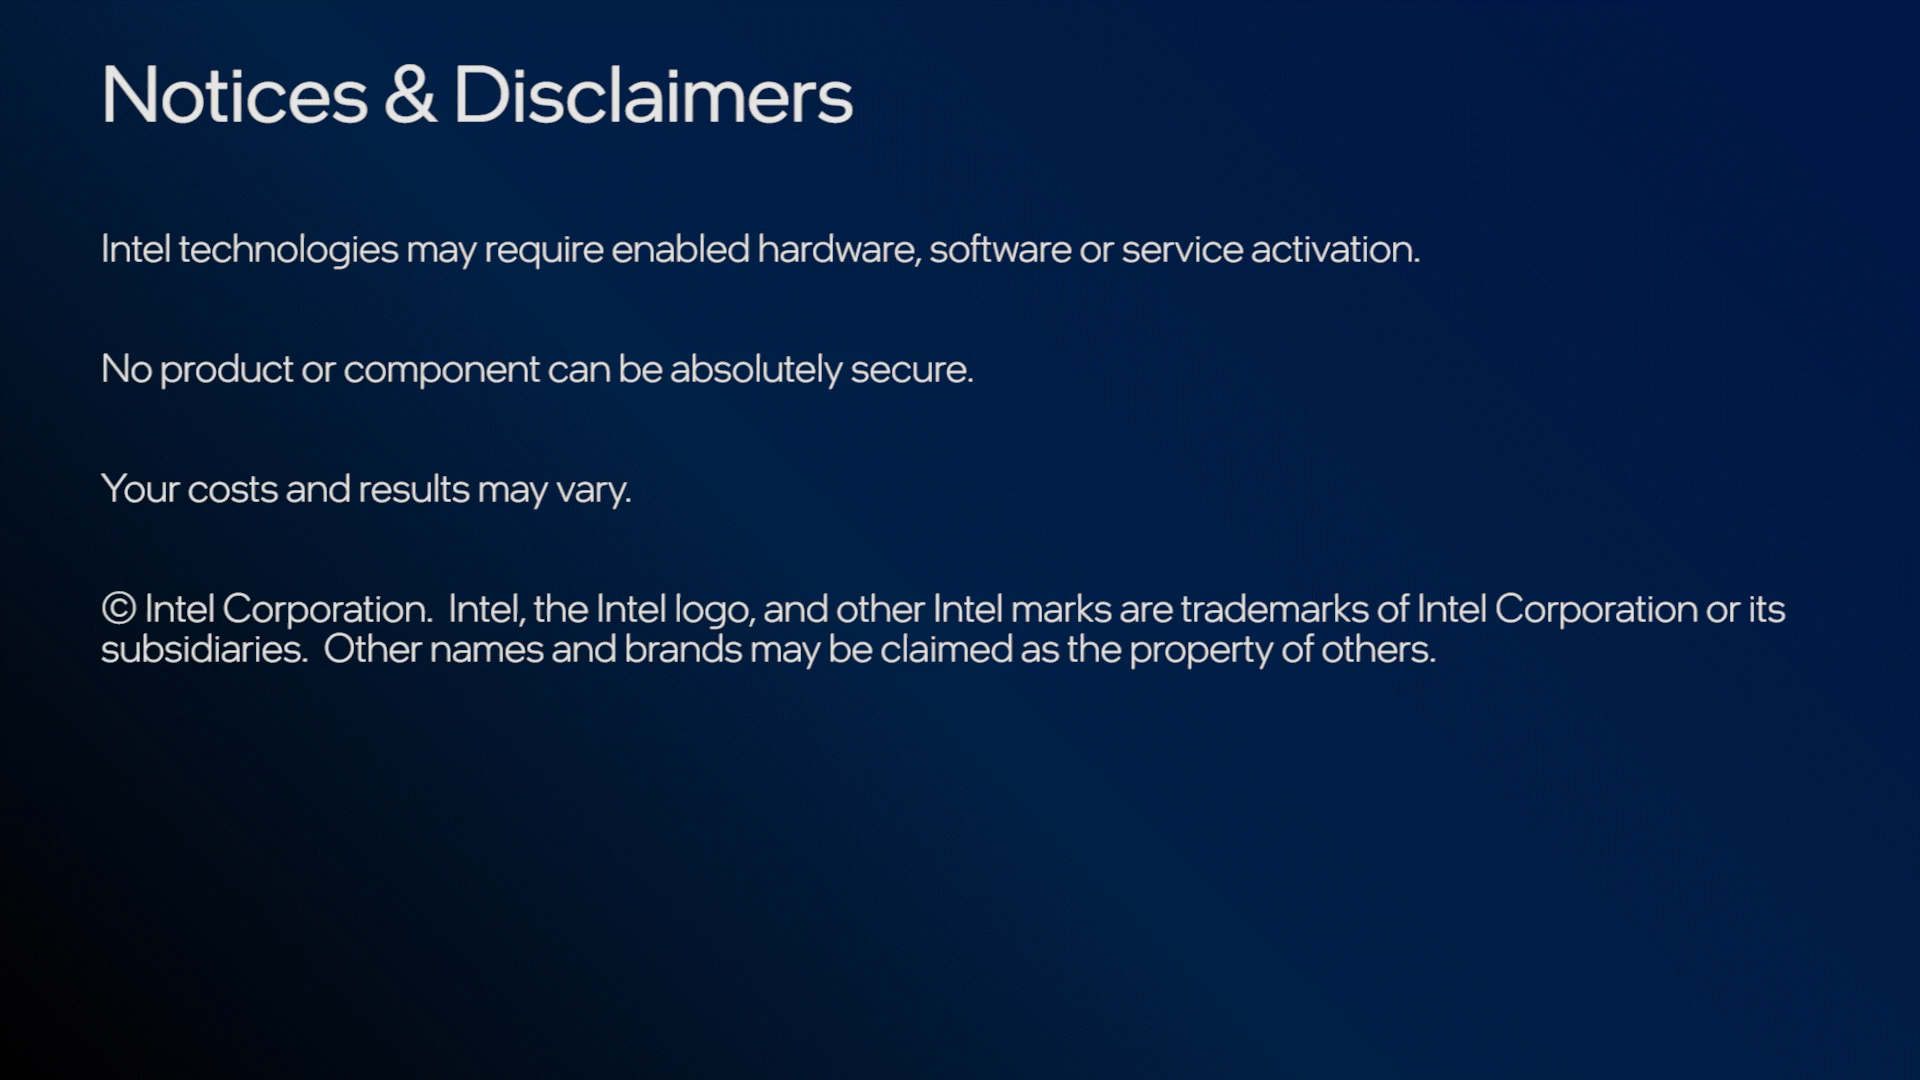 Notices & Disclaimers
Intel technologies may require enabled hardware, software or service activation.
No product or component can be absolutely secure.
Your costs and results may vary.
© Intel Corporation.  Intel, the Intel logo, and other Intel marks are trademarks of Intel Corporation or its
subsidiaries.  Other names and brands may be claimed as the property of others.